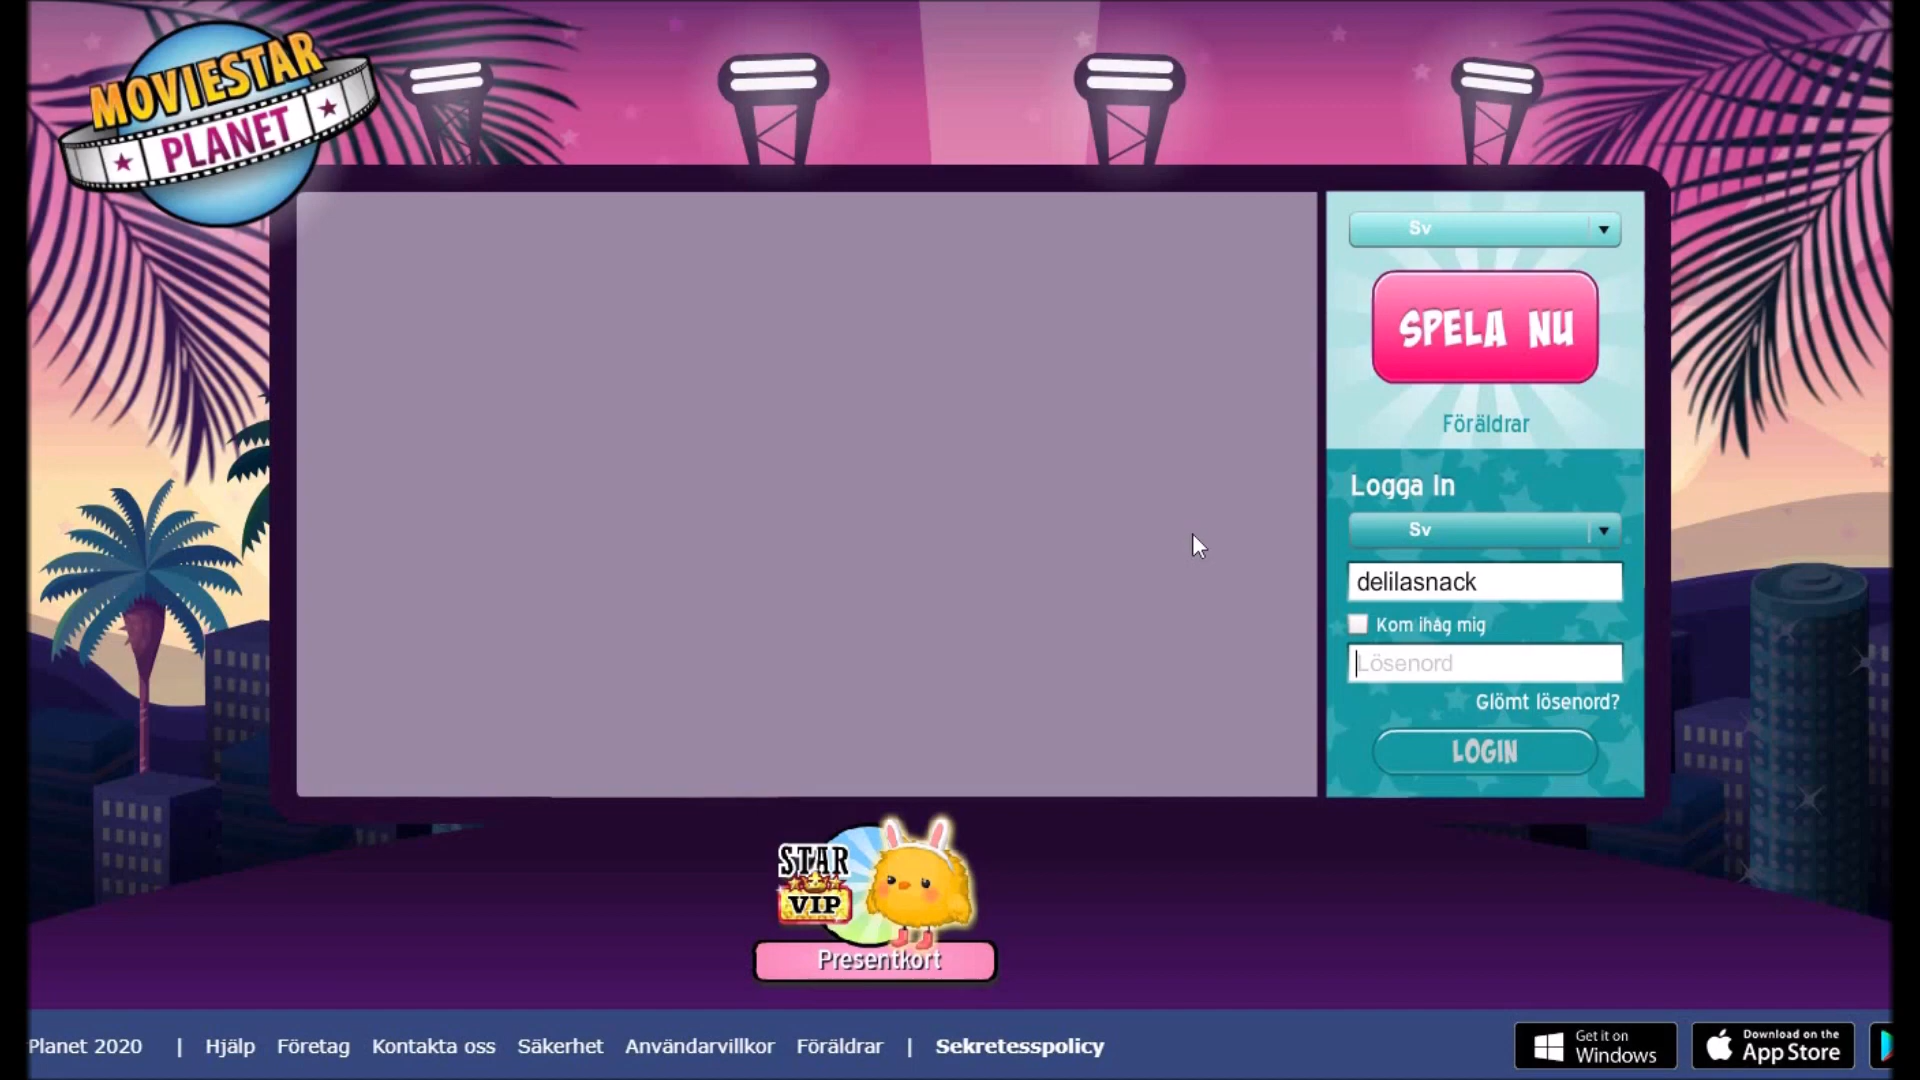 MOVIESTAR
PLANET
Sv
SPELA NU
Föräldrar
Logga In
Sv
delilasnack
Kom ihåg mig
Lösenord
Glömt lösenord?
LOGIN
STAR
VIP
Presentkort
Planet 2020 | Hjälp Företag Kontakta oss Säkerhet Användarvillkor Föräldrar | Sekretesspolicy
Get it on
Windows
Download on the
App Store